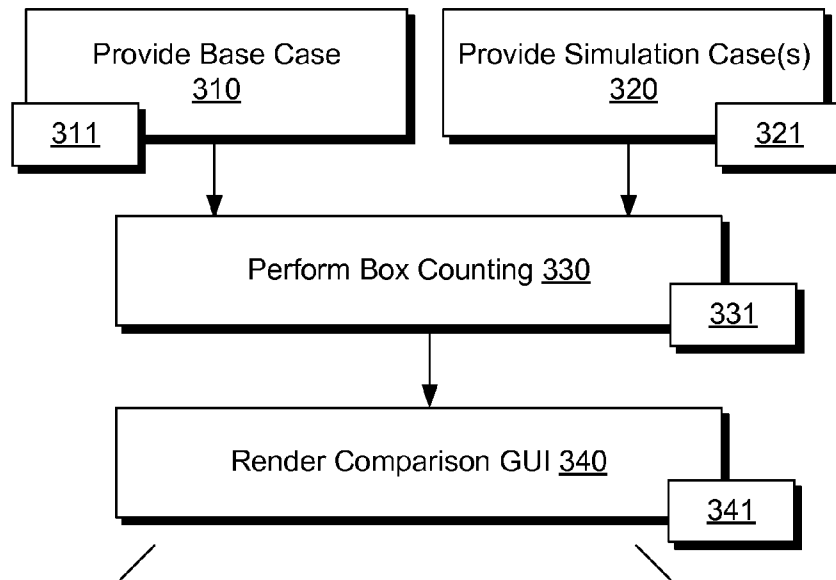 Provide Base Case
310
311
Provide Simulation Case(s)
320
321
Perform Box Counting 330
331
Render Comparison GUI 340
341